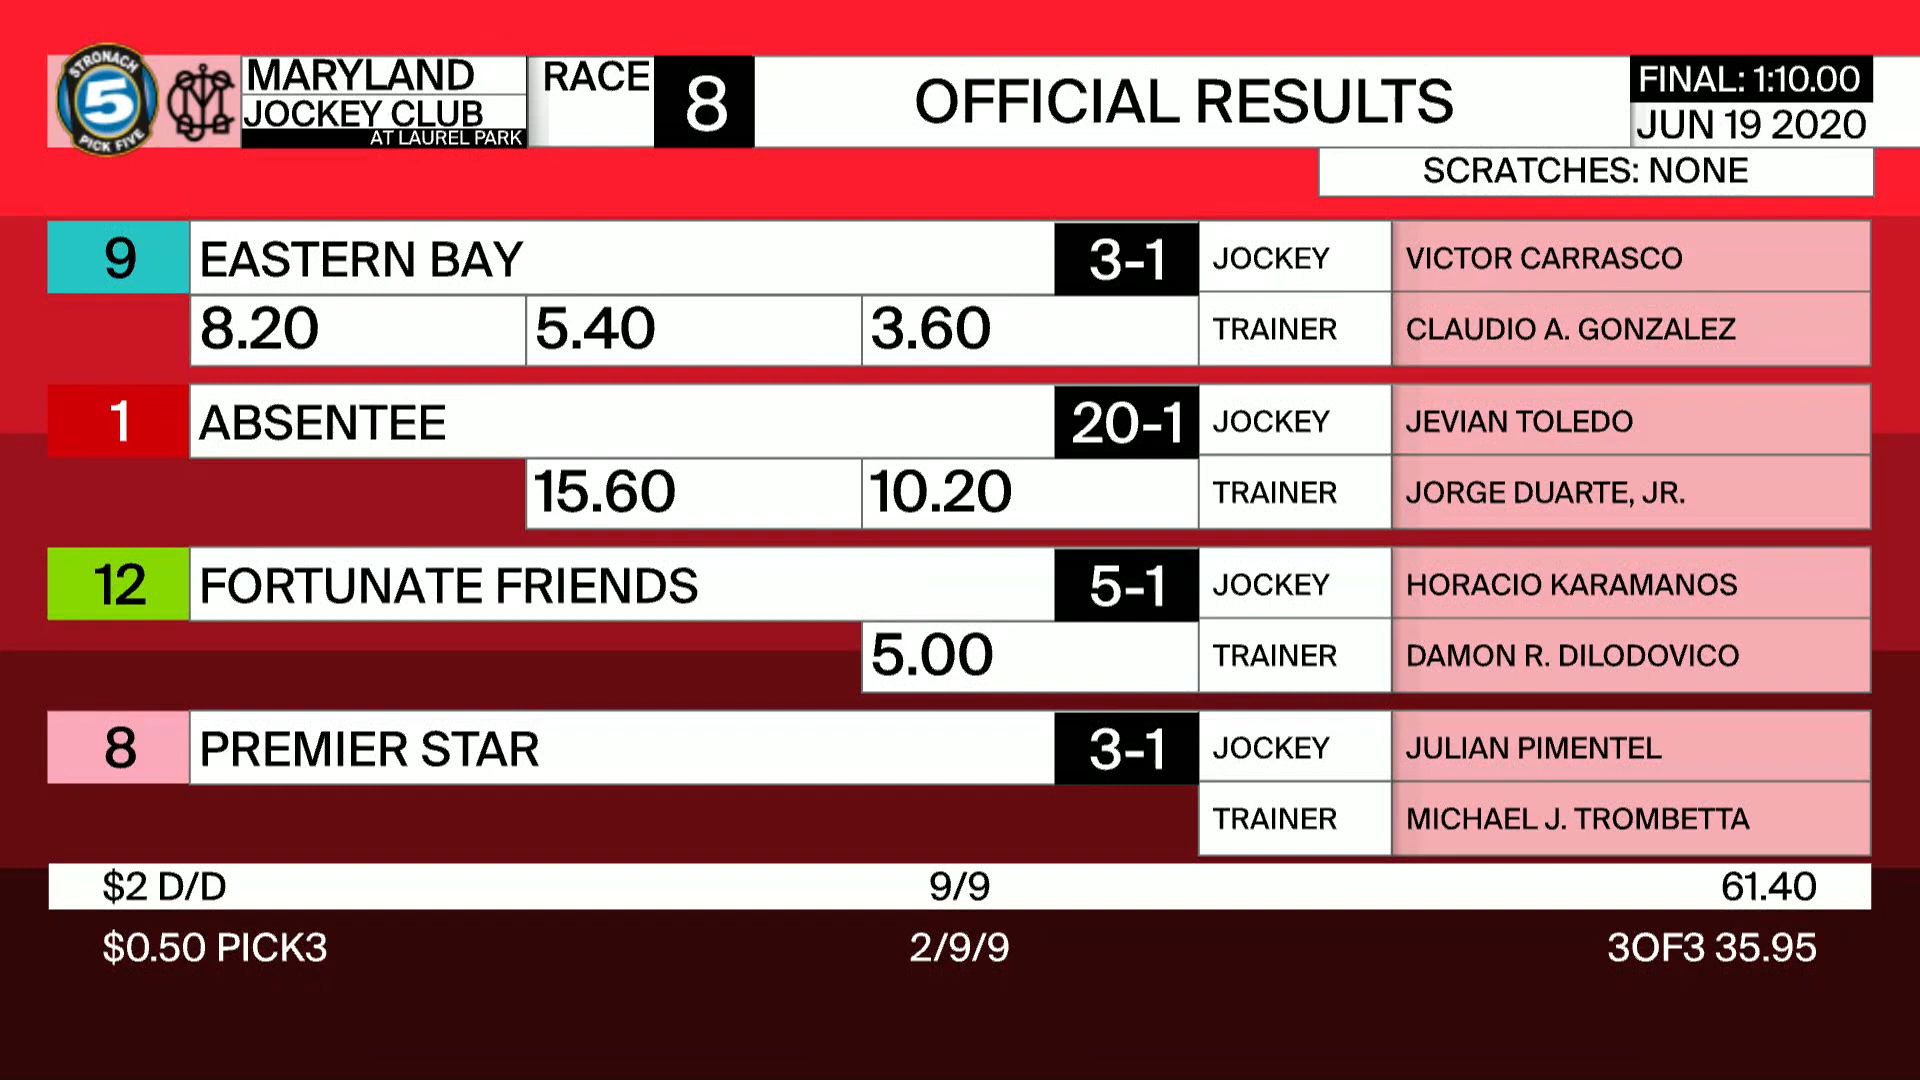 STRONACH
5
PICK FIVE
MARYLAND
JOCKEY CLUB
AT LAUREL PARK
RACE 8
OFFICIAL RESULTS
FINAL: 1:10.00
JUN 19 2020
SCRATCHES: NONE
9 EASTERN BAY 3-1 JOCKEY VICTOR CARRASCO
8.20 5.40 3.60 TRAINER CLAUDIO A. GONZALEZ
1 ABSENTEE 20-1 JOCKEY JEVIAN TOLEDO
15.60 10.20 TRAINER JORGE DUARTE, JR.
12 FORTUNATE FRIENDS 5-1 JOCKEY HORACIO KARAMANOS
5.00 TRAINER DAMON R. DILODOVICO
8 PREMIER STAR 3-1 JOCKEY JULIAN PIMENTEL
TRAINER MICHAEL J. TROMBETTA
$2 D/D 9/9 61.40
$0.50 PICK3 2/9/9 3OF3 35.95